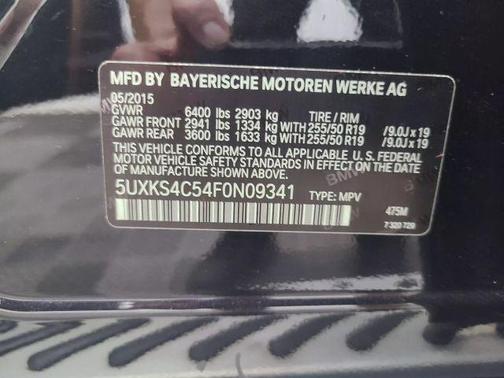 MFD BY BAYERISCHE MOTOREN WERKE AG
05/2015
GVWR 6400 lbs 2903 kg TIRE / RIM
GAWR FRONT 2941 lbs 1334 kg WITH 255/50 R19 /9.0J x 19
GAWR REAR 3600 lbs 1633 kg WITH 255/50 R19 /9.0J x 19
THIS VEHICLE CONFORMS TO ALL APPLICABLE U. S. FEDERAL
MOTOR VEHICLE SAFETY STANDARDS IN
EFFECT ON THE DATE OF MANUFACTURE SHOWN ABOVE.
5UXKS4C54F0N09341 TYPE: MPV 475M
7 320 729